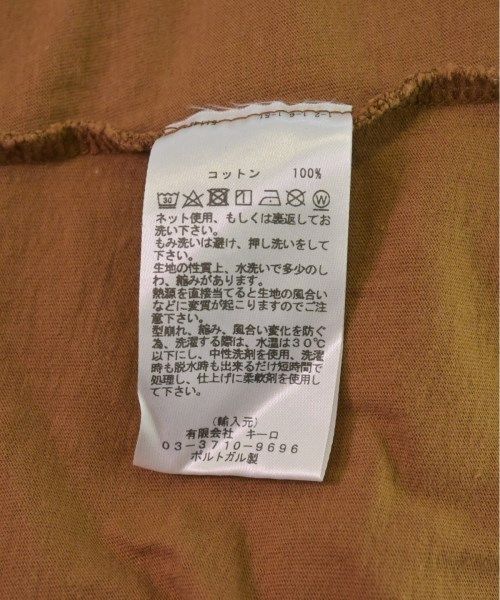 コットン 100%
30 W
ネット使用、もしくは裏返してお
洗い下さい。
もみ洗いは避け、押し洗いをして
下さい。
生地の性質上、水洗いで多少のし
わ、縮みがあります。
熱源を直接当てると生地の風合い
などに変質が起こりますのでご注
意下さい。
型崩れ、縮み、風合い変化を防ぐ
為、洗濯する際は、水温は30℃
以下にし、中性洗剤を使用、洗濯
時も脱水時も出来るだけ短時間で
処理し、仕上げに柔軟剤を使用し
て下さい。
(輸入元)
有限会社 キーロ
03-3710-9696
ポルトガル製